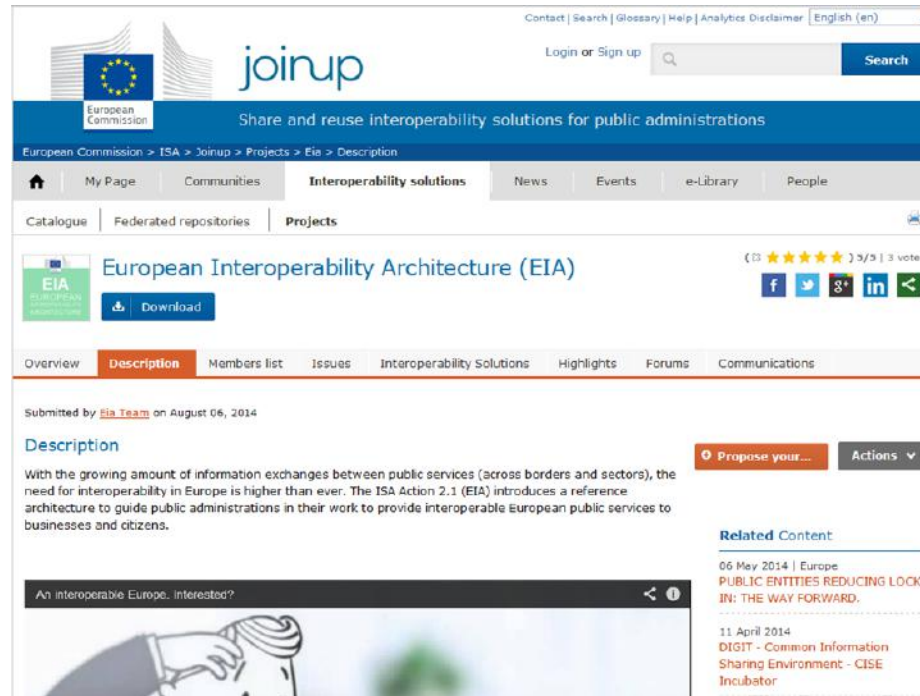 Contact | Search | Glossary | Help | Analytics Disclaimer English (en)
joinup
Login or Sign up
Search
European
Commission
Share and reuse interoperability solutions for public administrations
European Commission > ISA > Joinup > Projects > Eia > Description
My Page Communities Interoperability solutions News Events e-Library People
Catalogue Federated repositories Projects
EIA
EUROPEAN
INTEROPERABILITY
ARCHITECTURE
European Interoperability Architecture (EIA)
5/5 | 3 vote
Download
Overview Description Members list Issues Interoperability Solutions Highlights Forums Communications
Submitted by Eia Team on August 06, 2014
Description
Propose your... Actions
With the growing amount of information exchanges between public services (across borders and sectors), the
need for interoperability in Europe is higher than ever. The ISA Action 2.1 (EIA) introduces a reference
architecture to guide public administrations in their work to provide interoperable European public services to
businesses and citizens.
Related Content
06 May 2014 | Europe
PUBLIC ENTITIES REDUCING LOCK
IN: THE WAY FORWARD.
11 April 2014
DIGIT - Common Information
Sharing Environment - CISE
Incubator
An interoperable Europe. Interested?